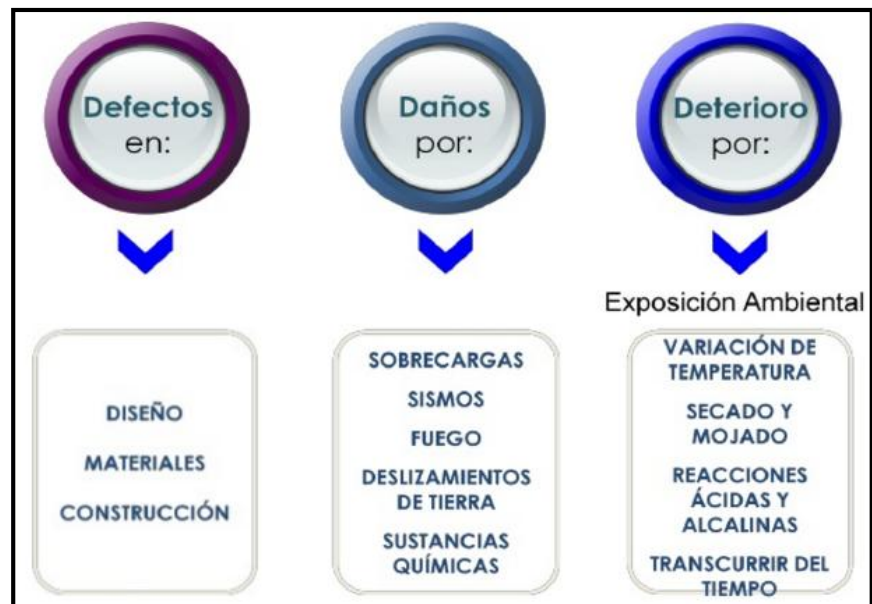 Defectos
en:
DISEÑO
MATERIALES
CONSTRUCCIÓN
Daños
por:
SOBRECARGAS
SISMOS
FUEGO
DESLIZAMIENTOS
DE TIERRA
SUSTANCIAS
QUÍMICAS
Deterioro
por:
Exposición Ambiental
VARIACIÓN DE
TEMPERATURA
SECADO Y
MOJADO
REACCIONES
ÁCIDAS Y
ALCALINAS
TRANSCURRIR DEL
TIEMPO